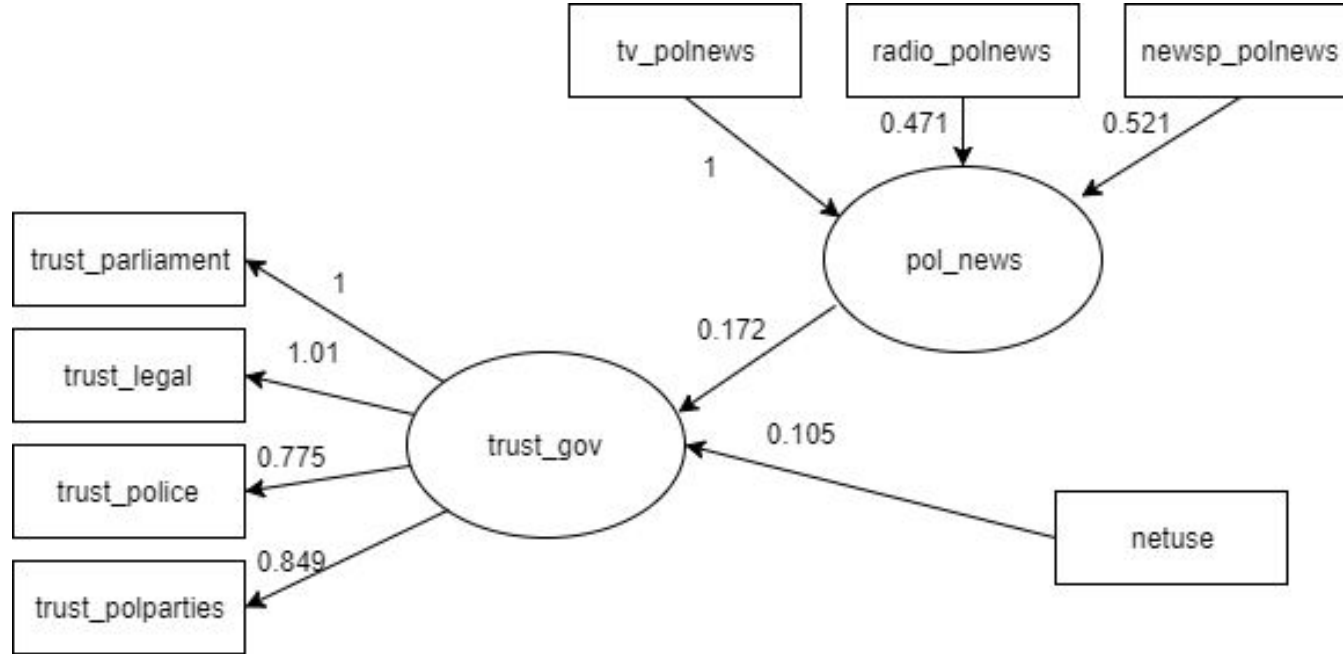 tv_polnews
radio_polnews
newsp_polnews
0.471
0.521
1
trust_parliament
pol_news
1
0.172
1.01
trust_legal
0.105
trust_gov
0.775
trust_police
netuse
0.849
trust_polparties